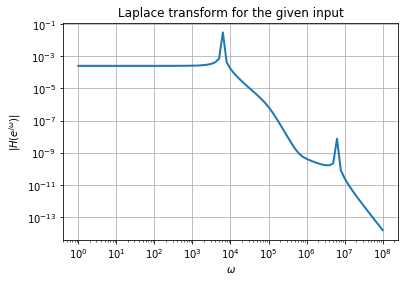 Laplace transform for the given input
|H(e^{jω})|
10^{-1}
10^{-3}
10^{-5}
10^{-7}
10^{-9}
10^{-11}
10^{-13}
10^0 10^1 10^2 10^3 10^4 10^5 10^6 10^7 10^8
ω